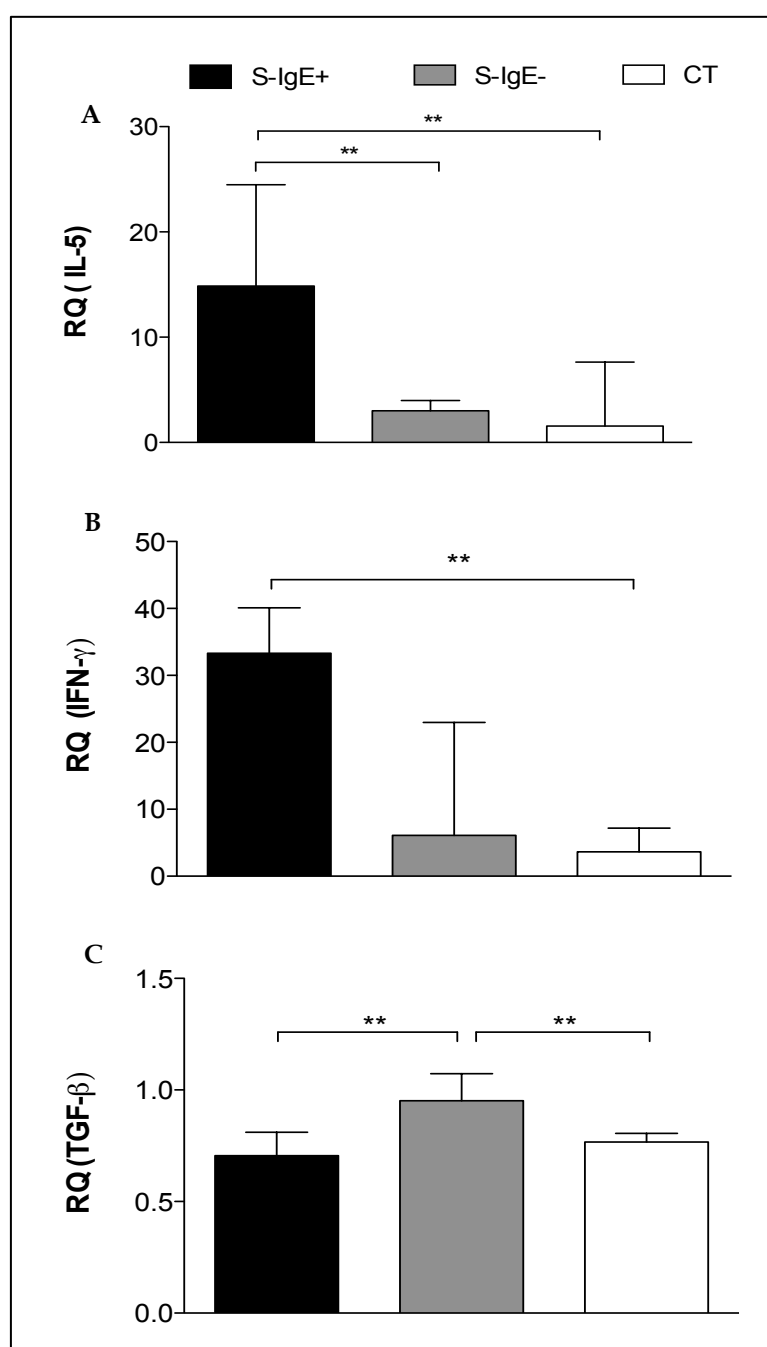 S-IgE+ S-IgE- CT
A
**
**
30
20
10
0
RQ ( IL-5)
B
**
50
40
30
20
10
0
RQ (IFN-γ)
C
** **
1.5
1.0
0.5
0.0
RQ (TGF-β)